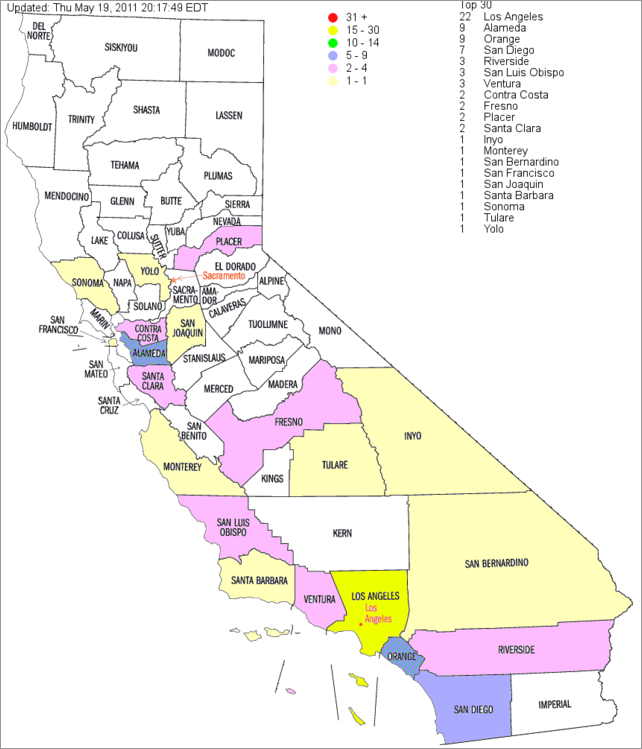 Updated: Thu May 19, 2011 20:17:49 EDT
31 +
15 - 30
10 - 14
5 - 9
2 - 4
1 - 1
Top 30
22 Los Angeles
9 Alameda
9 Orange
7 San Diego
3 Riverside
3 San Luis Obispo
3 Ventura
2 Contra Costa
2 Fresno
2 Placer
2 Santa Clara
1 Inyo
1 Monterey
1 San Bernardino
1 San Francisco
1 San Joaquin
1 Santa Barbara
1 Sonoma
1 Tulare
1 Yolo
DEL
NORTE
SISKIYOU
MODOC
HUMBOLDT
TRINITY
SHASTA
LASSEN
TEHAMA
PLUMAS
MENDOCINO
GLENN
BUTTE
SIERRA
NEVADA
LAKE
COLUSA
SUTTER
YUBA
PLACER
SONOMA
NAPA
YOLO
EL DORADO
Sacramento
ALPINE
SOLANO
SACRA-
MENTO
AMA-
DOR
MARIN
CALAVERAS
SAN
FRANCISCO
CONTRA
COSTA
SAN
JOAQUIN
TUOLUMNE
MONO
ALAMEDA
STANISLAUS
MARIPOSA
SAN
MATEO
SANTA
CLARA
MERCED
MADERA
SANTA
CRUZ
SAN
BENITO
FRESNO
INYO
MONTEREY
KINGS
TULARE
SAN LUIS
OBISPO
KERN
SAN BERNARDINO
SANTA BARBARA
VENTURA
LOS ANGELES
Los
Angeles
ORANGE
RIVERSIDE
SAN DIEGO
IMPERIAL